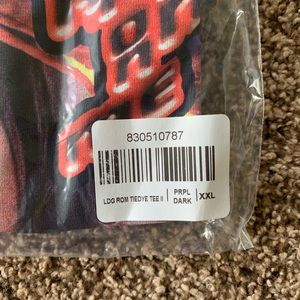 830510787
LDG ROM TIEDYE TEE II
PRPL
DARK
XXL